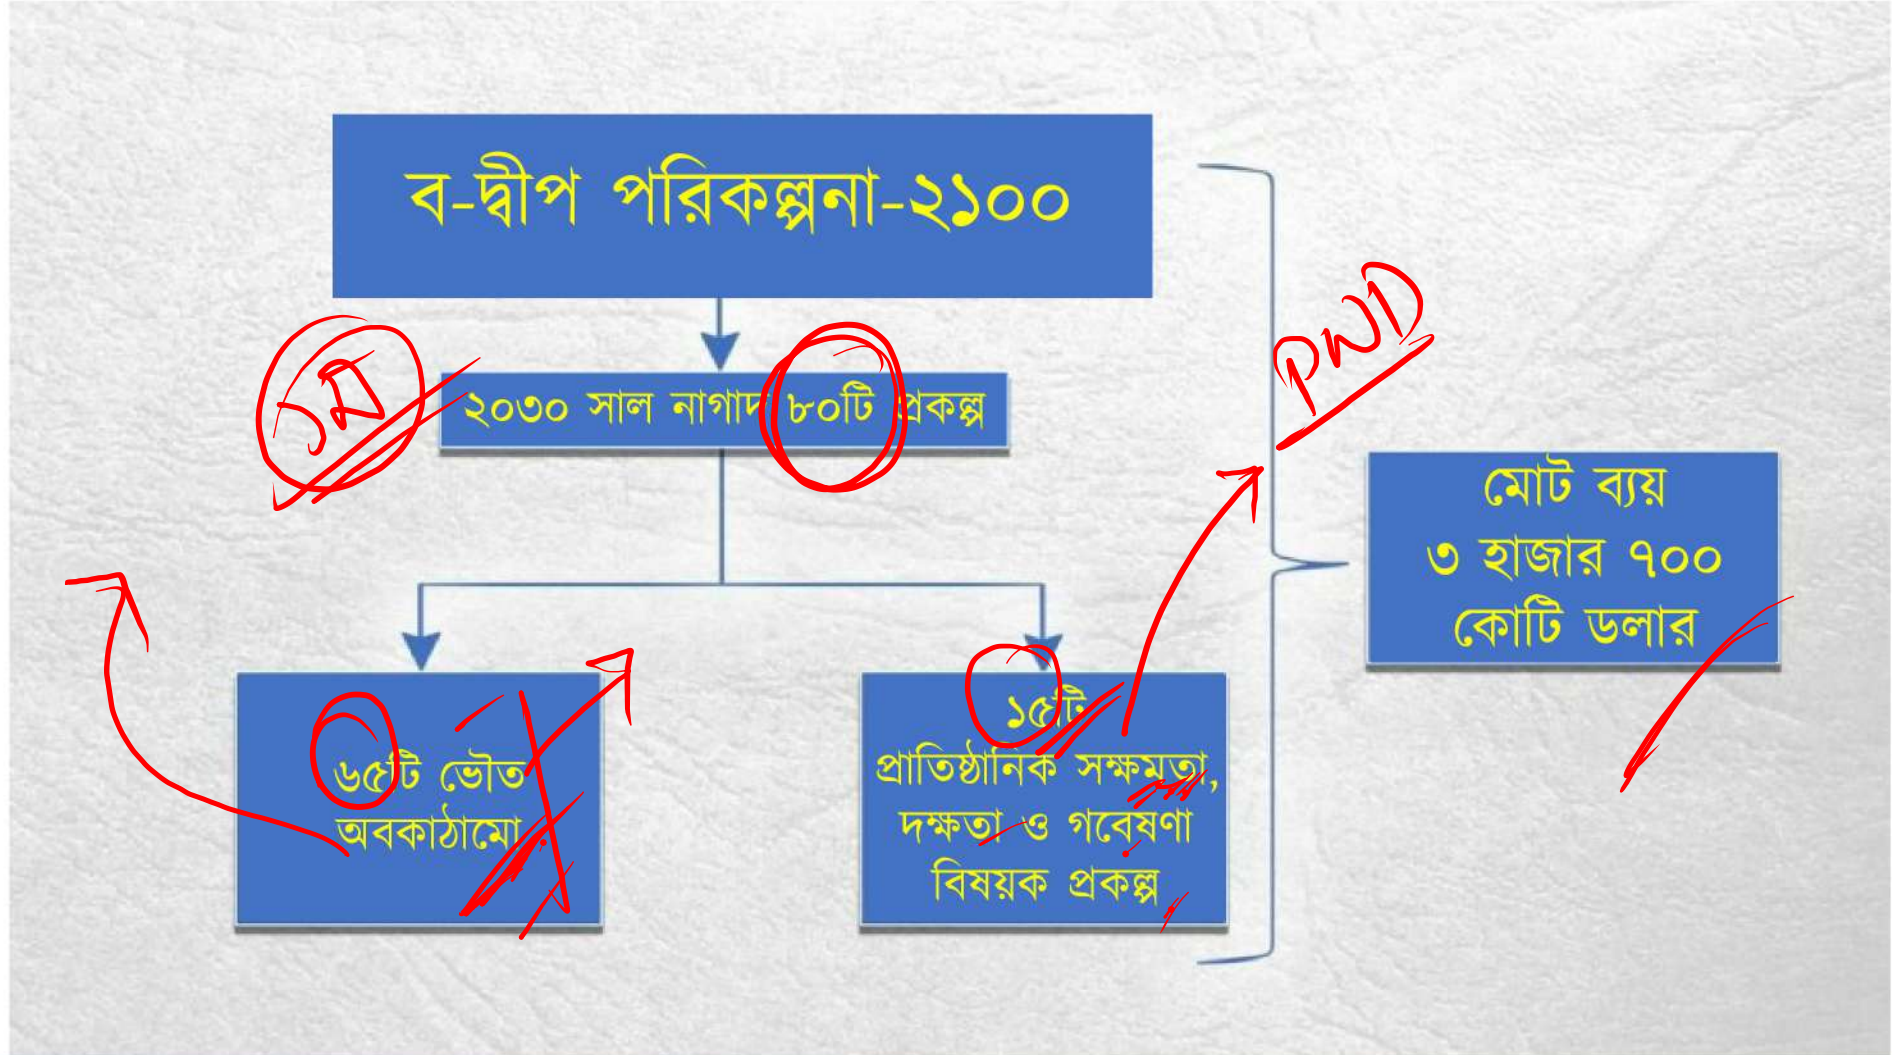 ব-দ্বীপ পরিকল্পনা-২১০০
২০৩০ সাল নাগাদ ৮০টি প্রকল্প
PWD
মোট ব্যয়
৩ হাজার ৭০০
কোটি ডলার
৬৫টি ভৌত
অবকাঠামো
১৫টি
প্রাতিষ্ঠানিক সক্ষমতা,
দক্ষতা ও গবেষণা
বিষয়ক প্রকল্প